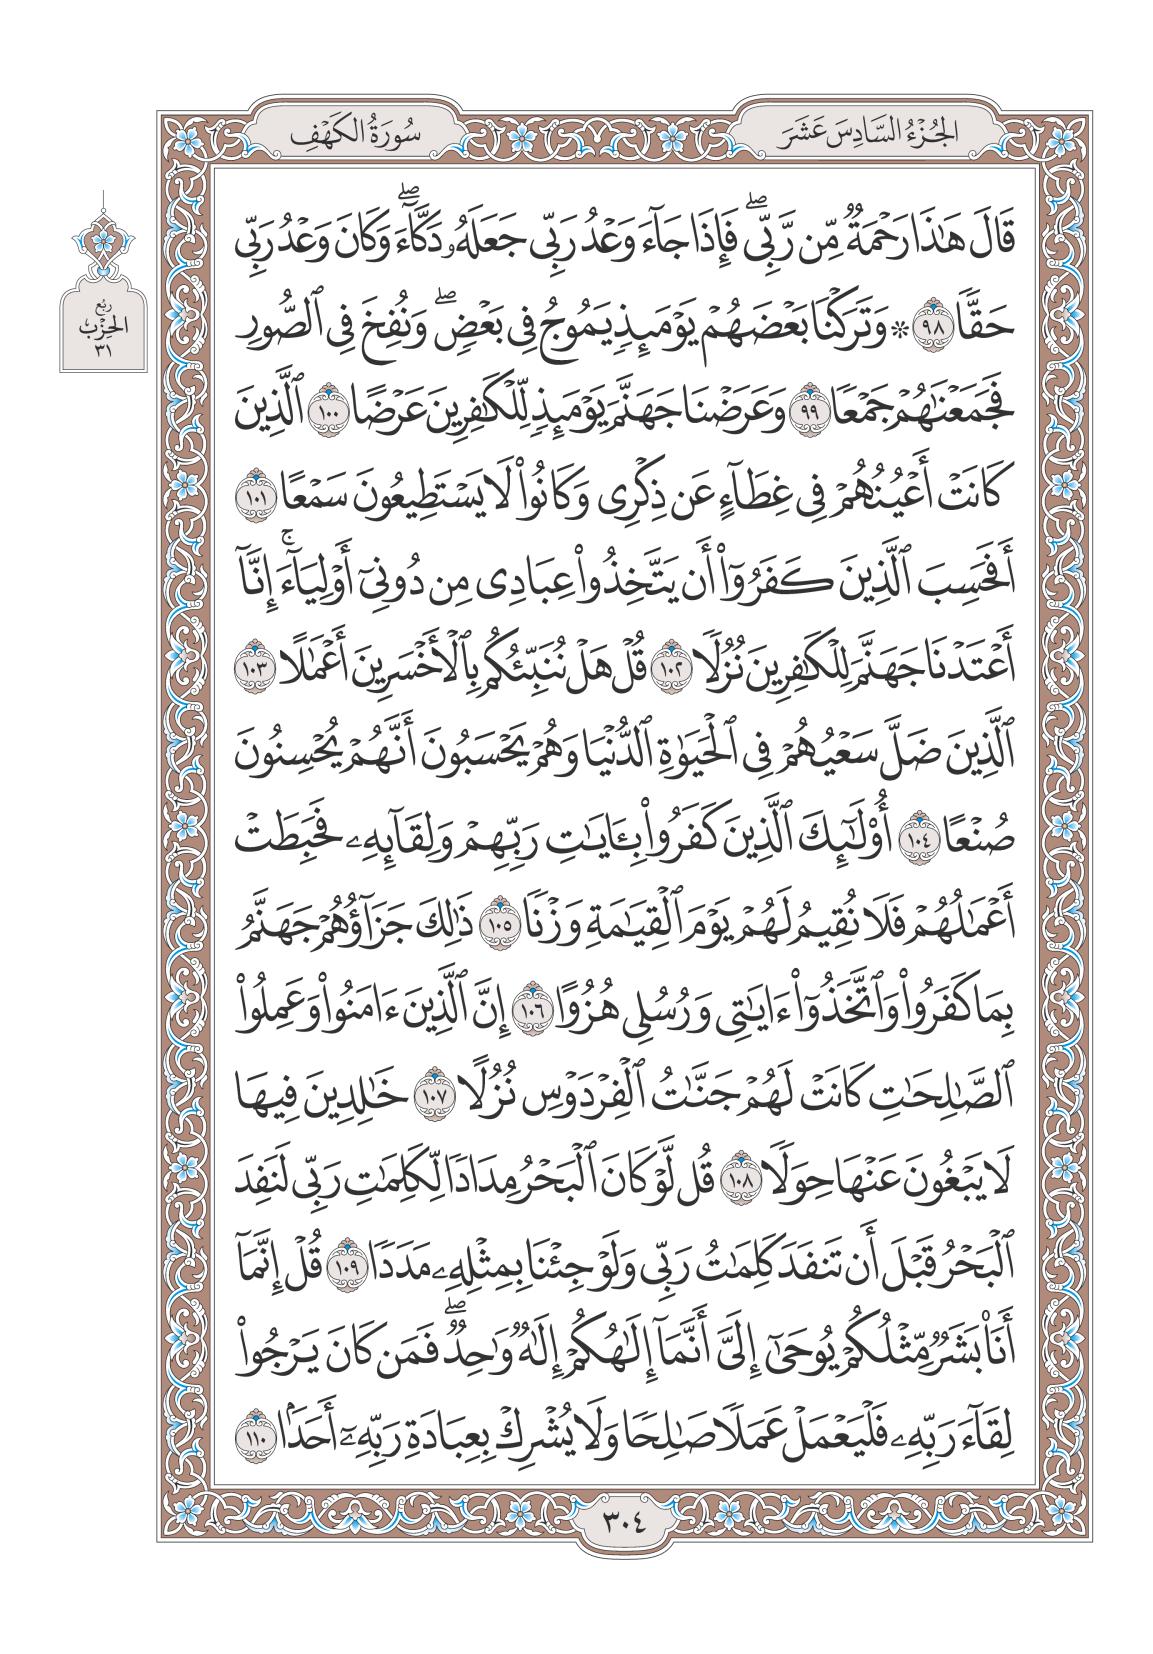 الجُزْءُ السَّادِسَ عَشَرَ
سُورَةُ الكَهْفِ
قَالَ هَٰذَا رَحۡمَةٞ مِّن رَّبِّيۖ فَإِذَا جَآءَ وَعۡدُ رَبِّي جَعَلَهُۥ دَكَّآءَۖ وَكَانَ وَعۡدُ رَبِّي
حَقّٗا ٩٨ ۞ وَتَرَكۡنَا بَعۡضَهُمۡ يَوۡمَئِذٖ يَمُوجُ فِي بَعۡضٖۖ وَنُفِخَ فِي ٱلصُّورِ
فَجَمَعۡنَٰهُمۡ جَمۡعٗا ٩٩ وَعَرَضۡنَا جَهَنَّمَ يَوۡمَئِذٖ لِّلۡكَٰفِرِينَ عَرۡضًا ١٠٠ ٱلَّذِينَ
كَانَتۡ أَعۡيُنُهُمۡ فِي غِطَآءٍ عَن ذِكۡرِي وَكَانُواْ لَا يَسۡتَطِيعُونَ سَمۡعًا ١٠١
أَفَحَسِبَ ٱلَّذِينَ كَفَرُوٓاْ أَن يَتَّخِذُواْ عِبَادِي مِن دُونِيٓ أَوۡلِيَآءَۚ إِنَّآ
أَعۡتَدۡنَا جَهَنَّمَ لِلۡكَٰفِرِينَ نُزُلٗا ١٠٢ قُلۡ هَلۡ نُنَبِّئُكُم بِٱلۡأَخۡسَرِينَ أَعۡمَٰلًا ١٠٣
ٱلَّذِينَ ضَلَّ سَعۡيُهُمۡ فِي ٱلۡحَيَوٰةِ ٱلدُّنۡيَا وَهُمۡ يَحۡسَبُونَ أَنَّهُمۡ يُحۡسِنُونَ
صُنۡعًا ١٠٤ أُوْلَٰٓئِكَ ٱلَّذِينَ كَفَرُواْ بِـَٔايَٰتِ رَبِّهِمۡ وَلِقَآئِهِۦ فَحَبِطَتۡ
أَعۡمَٰلُهُمۡ فَلَا نُقِيمُ لَهُمۡ يَوۡمَ ٱلۡقِيَٰمَةِ وَزۡنٗا ١٠٥ ذَٰلِكَ جَزَآؤُهُمۡ جَهَنَّمُ
بِمَا كَفَرُواْ وَٱتَّخَذُوٓاْ ءَايَٰتِي وَرُسُلِي هُزُوًا ١٠٦ إِنَّ ٱلَّذِينَ ءَامَنُواْ وَعَمِلُواْ
ٱلصَّٰلِحَٰتِ كَانَتۡ لَهُمۡ جَنَّٰتُ ٱلۡفِرۡدَوۡسِ نُزُلًا ١٠٧ خَٰلِدِينَ فِيهَا
لَا يَبۡغُونَ عَنۡهَا حِوَلٗا ١٠٨ قُل لَّوۡ كَانَ ٱلۡبَحۡرُ مِدَادٗا لِّكَلِمَٰتِ رَبِّي لَنَفِدَ
ٱلۡبَحۡرُ قَبۡلَ أَن تَنفَدَ كَلِمَٰتُ رَبِّي وَلَوۡ جِئۡنَا بِمِثۡلِهِۦ مَدَدٗا ١٠٩ قُلۡ إِنَّمَآ
أَنَا۠ بَشَرٞ مِّثۡلُكُمۡ يُوحَىٰٓ إِلَيَّ أَنَّمَآ إِلَٰهُكُمۡ إِلَٰهٞ وَٰحِدٞۖ فَمَن كَانَ يَرۡجُواْ
لِقَآءَ رَبِّهِۦ فَلۡيَعۡمَلۡ عَمَلٗا صَٰلِحٗا وَلَا يُشۡرِكۡ بِعِبَادَةِ رَبِّهِۦٓ أَحَدَۢا ١١٠
ربع
الحزب
٣١
٣٠٤